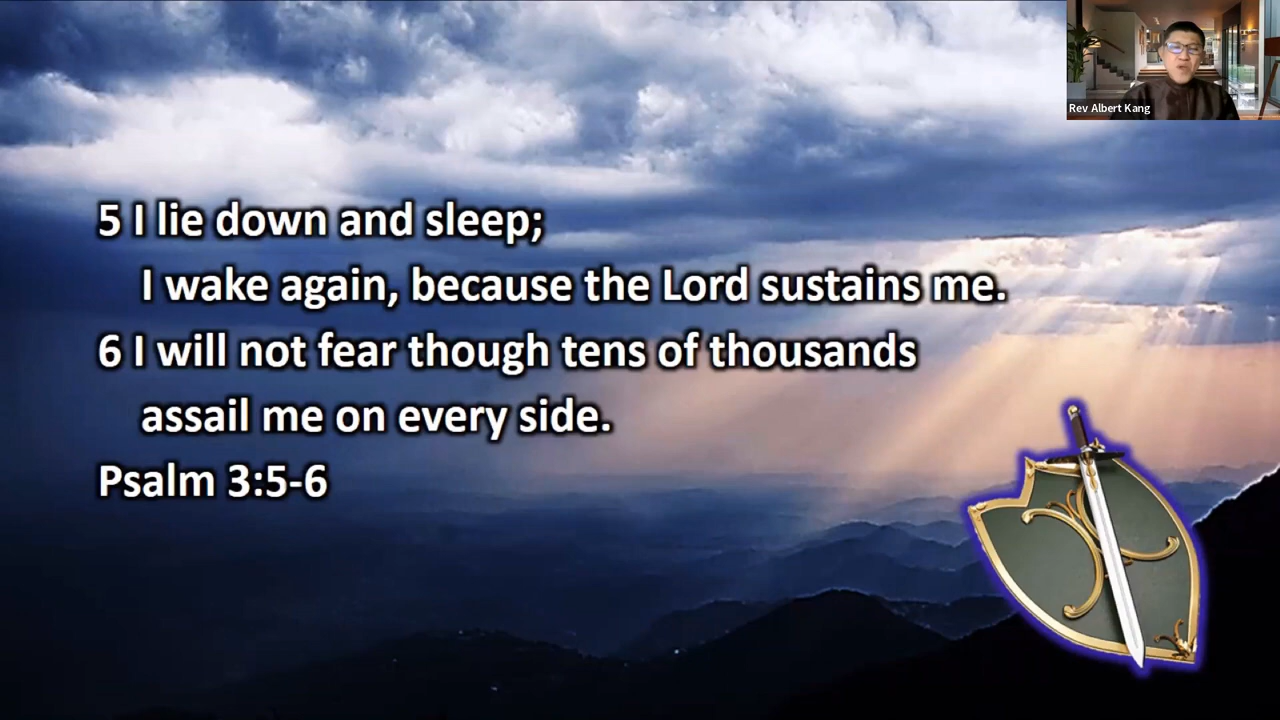 Rev Albert Kang
5 I lie down and sleep;
I wake again, because the Lord sustains me.
6 I will not fear though tens of thousands
assail me on every side.
Psalm 3:5-6